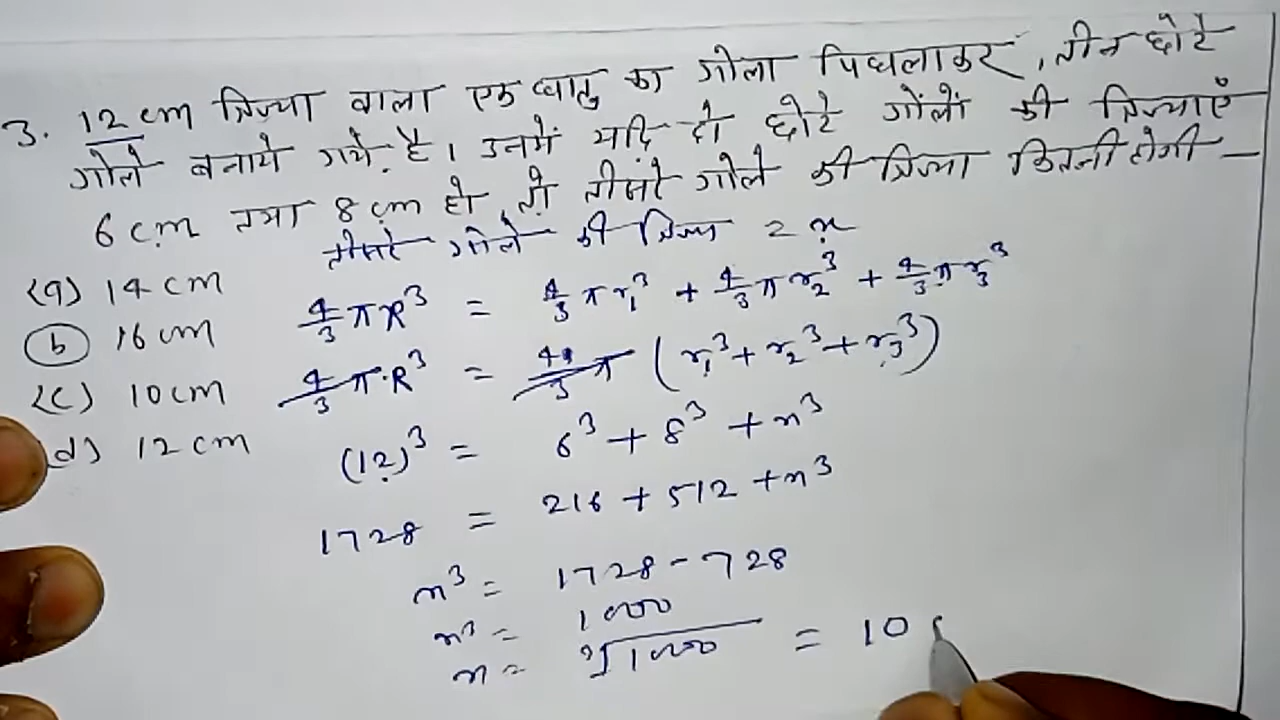 3. 12 cm त्रिज्या वाला एक धातु का गोला पिघलाकर, तीन छोटे
गोले बनाये गये है। उनमें यदि दो छोटे गोंलों की त्रिज्याएँ
6 cm तथा 8 cm हो, तो तीसरे गोले की त्रिज्या कितनी होगी –
तीसरे गोले की त्रिज्या = x
(a) 14 cm
4/3 π R³ = 4/3 π r₁³ + 4/3 π r₂³ + 4/3 π r₃³
(b) 16 cm
4/3 π·R³ = 4/3 π (r₁³ + r₂³ + r₃³)
(c) 10 cm
(12)³ = 6³ + 8³ + x³
(d) 12 cm
1728 = 216 + 512 + x³
x³ = 1728 - 728
x³ = 1000
x = ³√1000 = 10